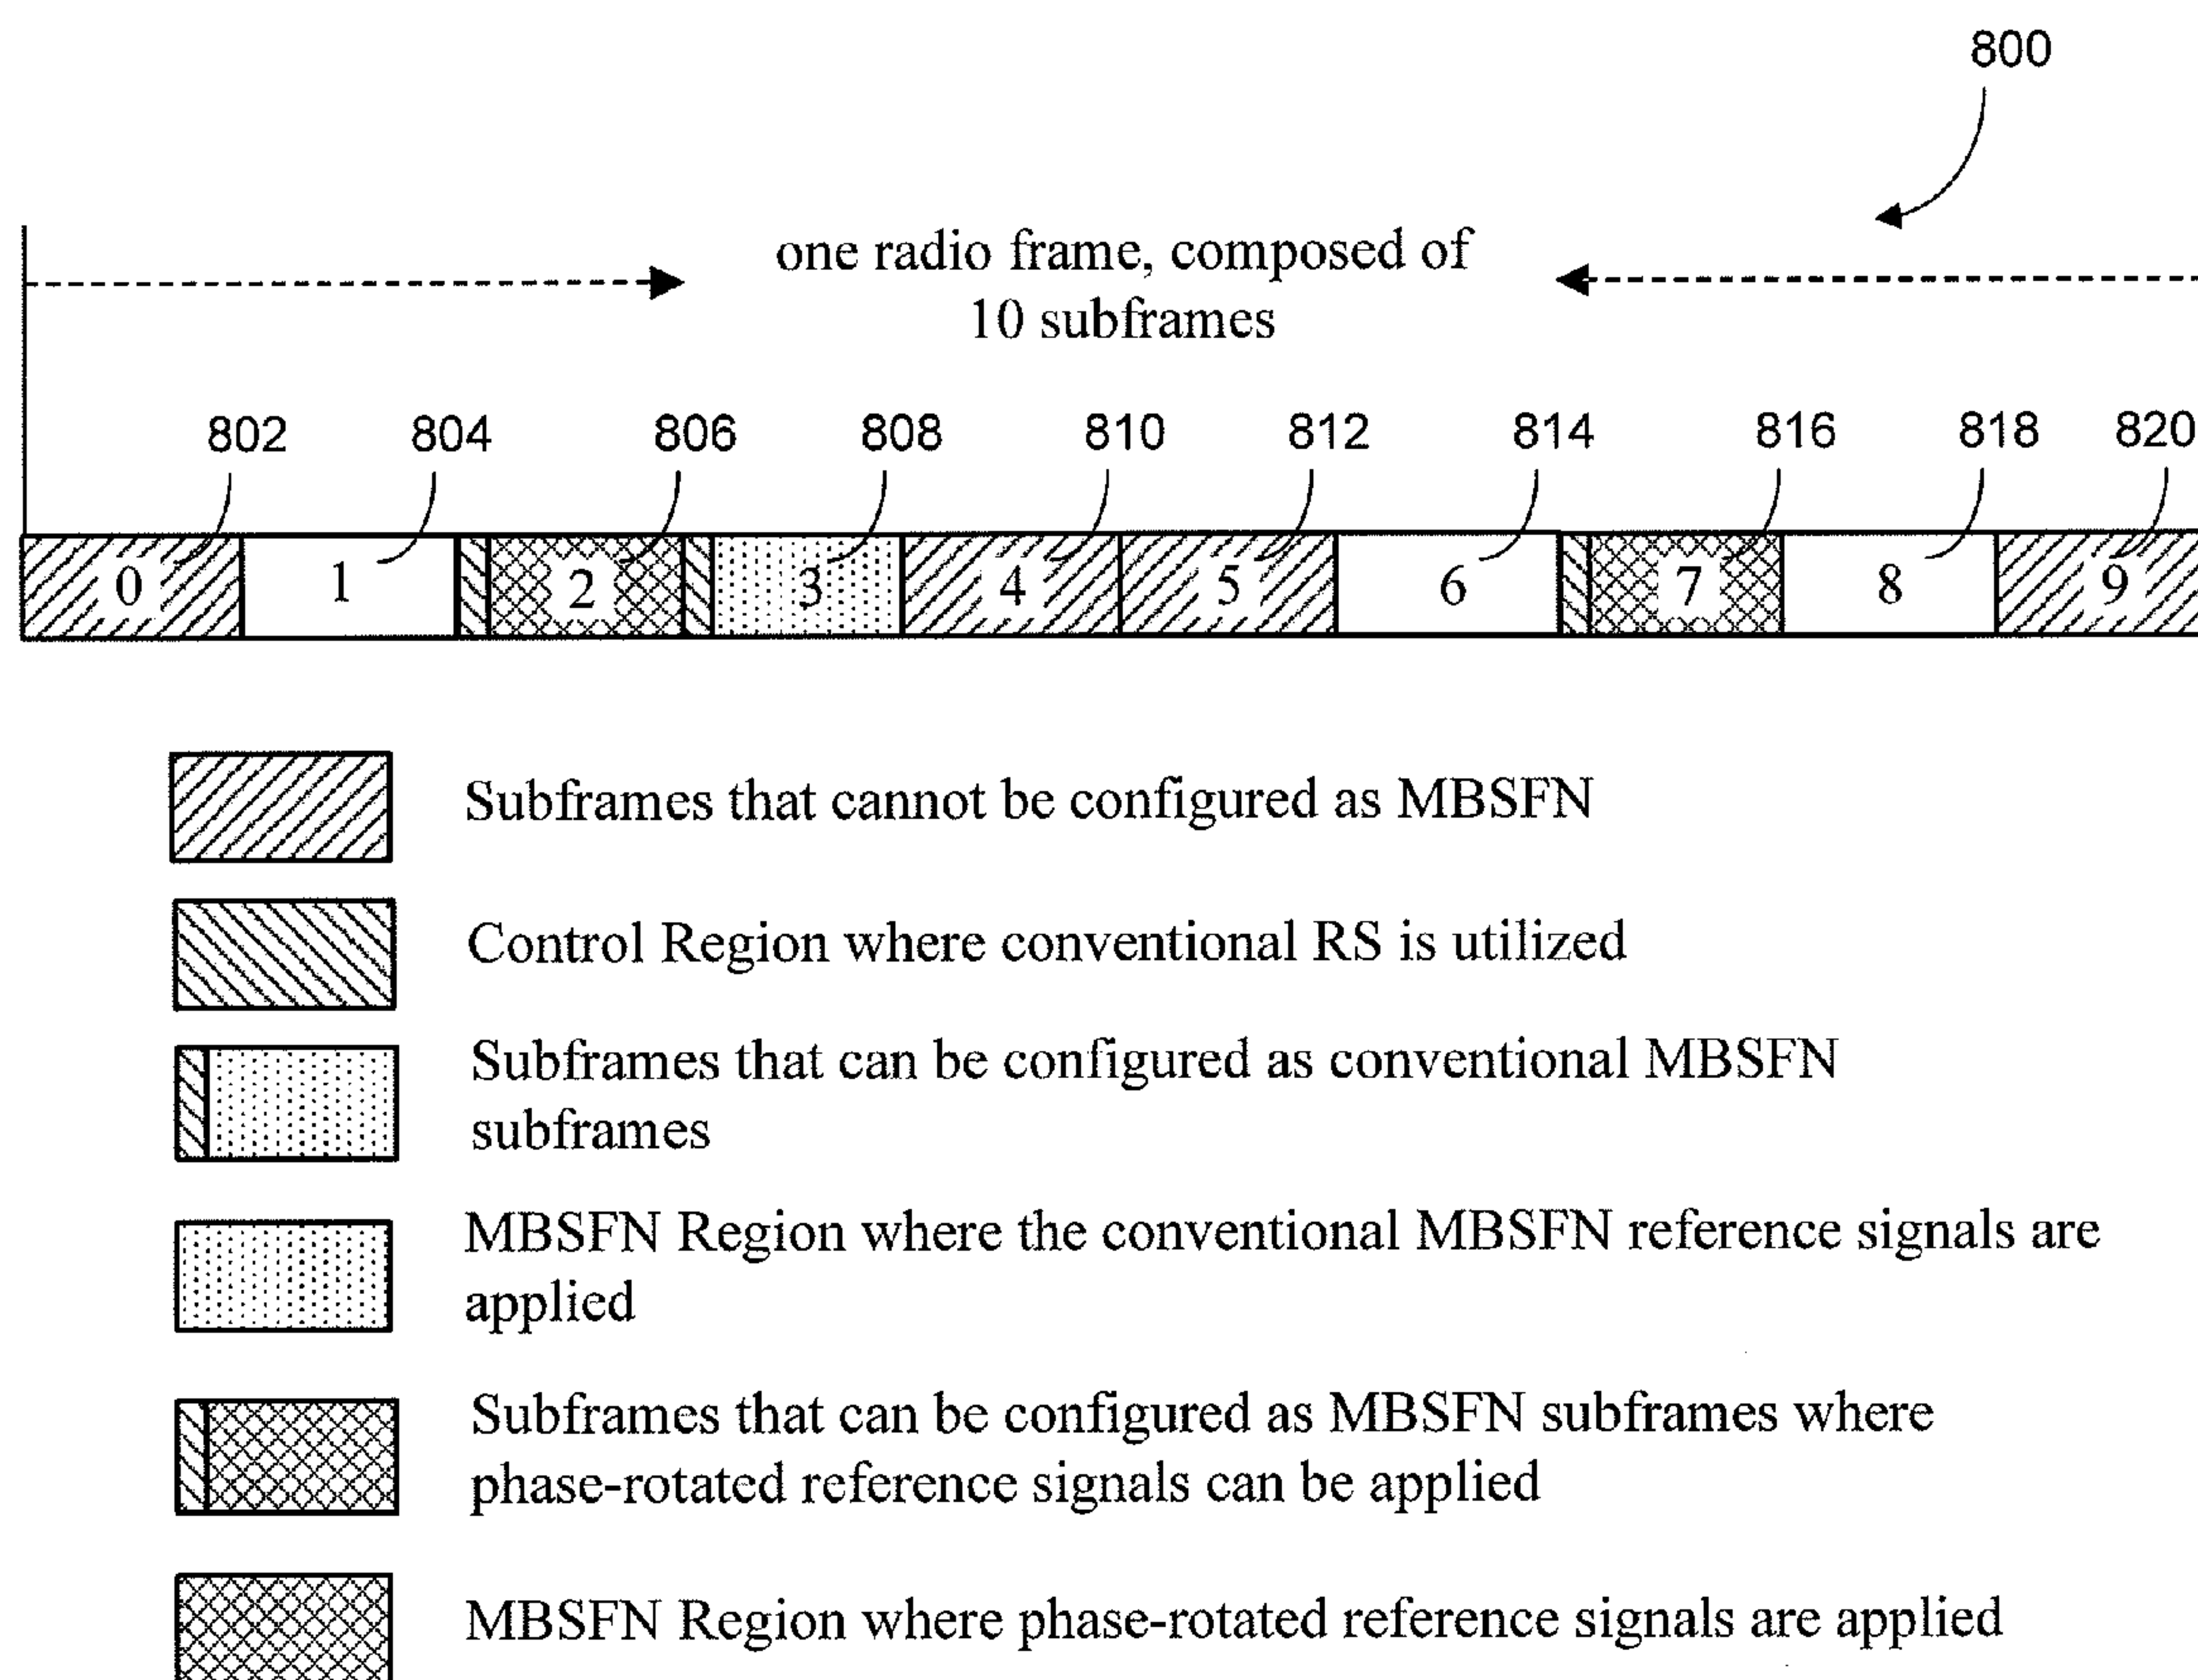 800
one radio frame, composed of
10 subframes
802 804 806 808 810 812 814 816 818 820
0 1 2 3 4 5 6 7 8 9
Subframes that cannot be configured as MBSFN
Control Region where conventional RS is utilized
Subframes that can be configured as conventional MBSFN
subframes
MBSFN Region where the conventional MBSFN reference signals are
applied
Subframes that can be configured as MBSFN subframes where
phase-rotated reference signals can be applied
MBSFN Region where phase-rotated reference signals are applied